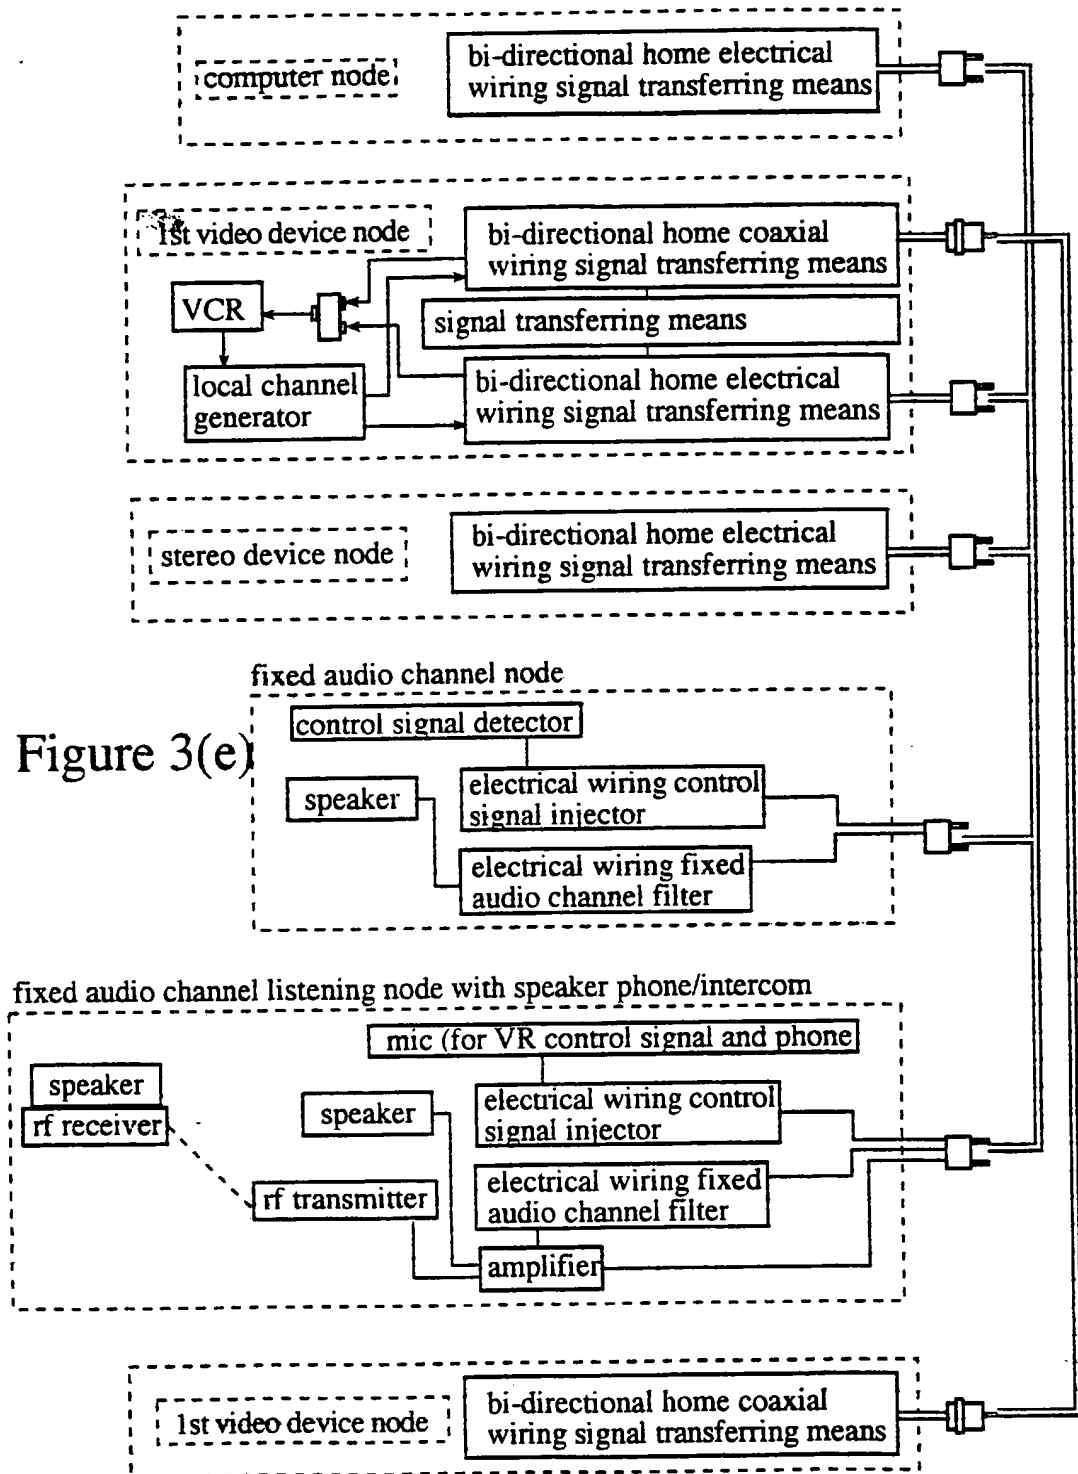 computer node
bi-directional home electrical
wiring signal transferring means
1st video device node
bi-directional home coaxial
wiring signal transferring means
VCR
signal transferring means
local channel
generator
bi-directional home electrical
wiring signal transferring means
stereo device node
bi-directional home electrical
wiring signal transferring means
fixed audio channel node
control signal detector
Figure 3(e)
speaker
electrical wiring control
signal injector
electrical wiring fixed
audio channel filter
fixed audio channel listening node with speaker phone/intercom
mic (for VR control signal and phone
speaker
rf receiver
speaker
electrical wiring control
signal injector
rf transmitter
electrical wiring fixed
audio channel filter
amplifier
1st video device node
bi-directional home coaxial
wiring signal transferring means